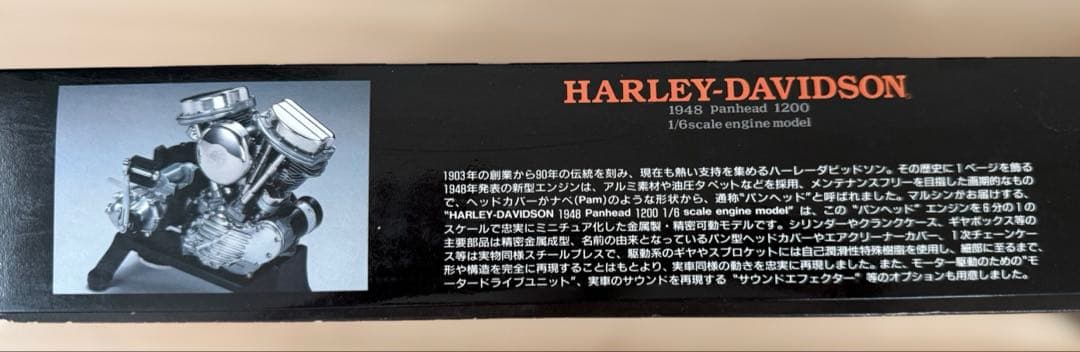 HARLEY-DAVIDSON
1948 Panhead 1200
1/6scale engine model
1903年の創業から90年の伝統を刻み、現在も熱い支持を集めるハーレーダビッドソン。その歴史に1ページを飾る
1948年発表の新型エンジンは、アルミ素材や油圧タペットなどを採用、メンテナンスフリーを目指した画期的なもの
で、ヘッドカバーがナベ(Pam)のような形状から、通称"パンヘッド"と呼ばれました。マルシンがお届けする、
"HARLEY-DAVIDSON 1948 Panhead 1200 1/6 scale engine model"は、この"パンヘッド"エンジンを6分の1の
スケールで忠実にミニチュア化した金属製・精密可動モデルです。シリンダーやクランクケース、ギヤボックス等の
主要部品は精密金属成型、名前の由来となっているパン型ヘッドカバーやエアクリーナーカバー、1次チェーンケー
ス等は実物同様スチールプレスで、駆動系のギヤやスプロケットには自己潤滑性特殊樹脂を使用し、細部に至るまで、
形や構造を完全に再現することはもとより、実車同様の動きを忠実に再現しました。また、モーター駆動のための"モ
ータードライブユニット"、実車のサウンドを再現する"サウンドエフェクター"等のオプションも用意しました。